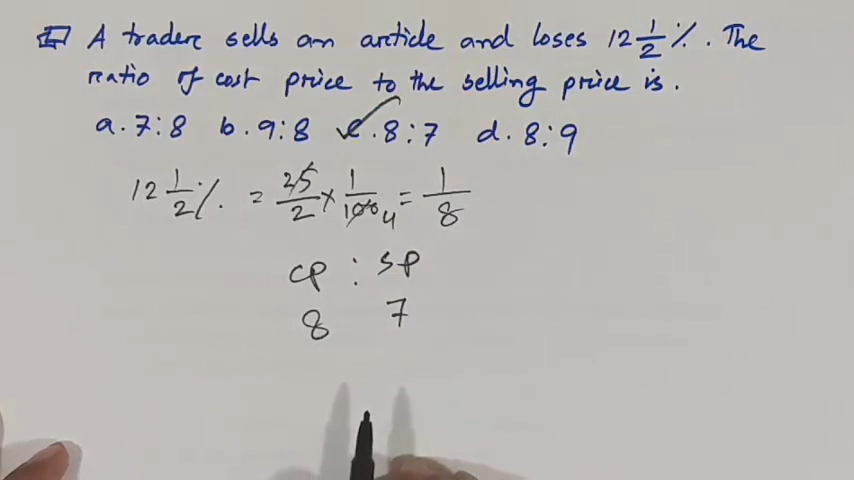 A trader sells an article and loses 12 1/2 %. The
ratio of cost price to the selling price is.
a. 7:8 b. 9:8 c. 8:7 d. 8:9
12 1/2 % = 25/2 × 1/100 4 = 1/8
CP : SP
8 7